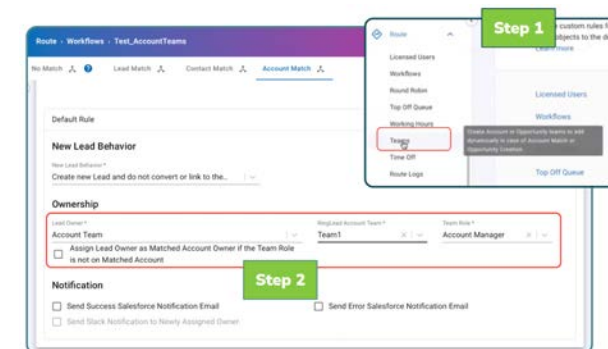 Route › Workflows › Test_AccountTeams
No Match
Lead Match
Contact Match
Account Match
Default Rule
New Lead Behavior
New Lead Behavior*
Create new Lead and do not convert or link to the..
Ownership
Lead Owner*
Account Team
RingLead Account Team*
Team1
Team Role*
Account Manager
Assign Lead Owner as Matched Account Owner if the Team Role
is not on Matched Account
Step 2
Notification
Send Success Salesforce Notification Email
Send Error Salesforce Notification Email
Send Slack Notification to Newly Assigned Owner
Step 1
Route
Licensed Users
Workflows
Round Robin
Top Off Queue
Working Hours
Teams
Time Off
Route Logs
Create Account or Opportunity teams to add
dynamically in case of Account Match or
Opportunity Creation.
custom rules f
objects to the d
Learn more
Licensed Users
Workflows
Top Off Queue